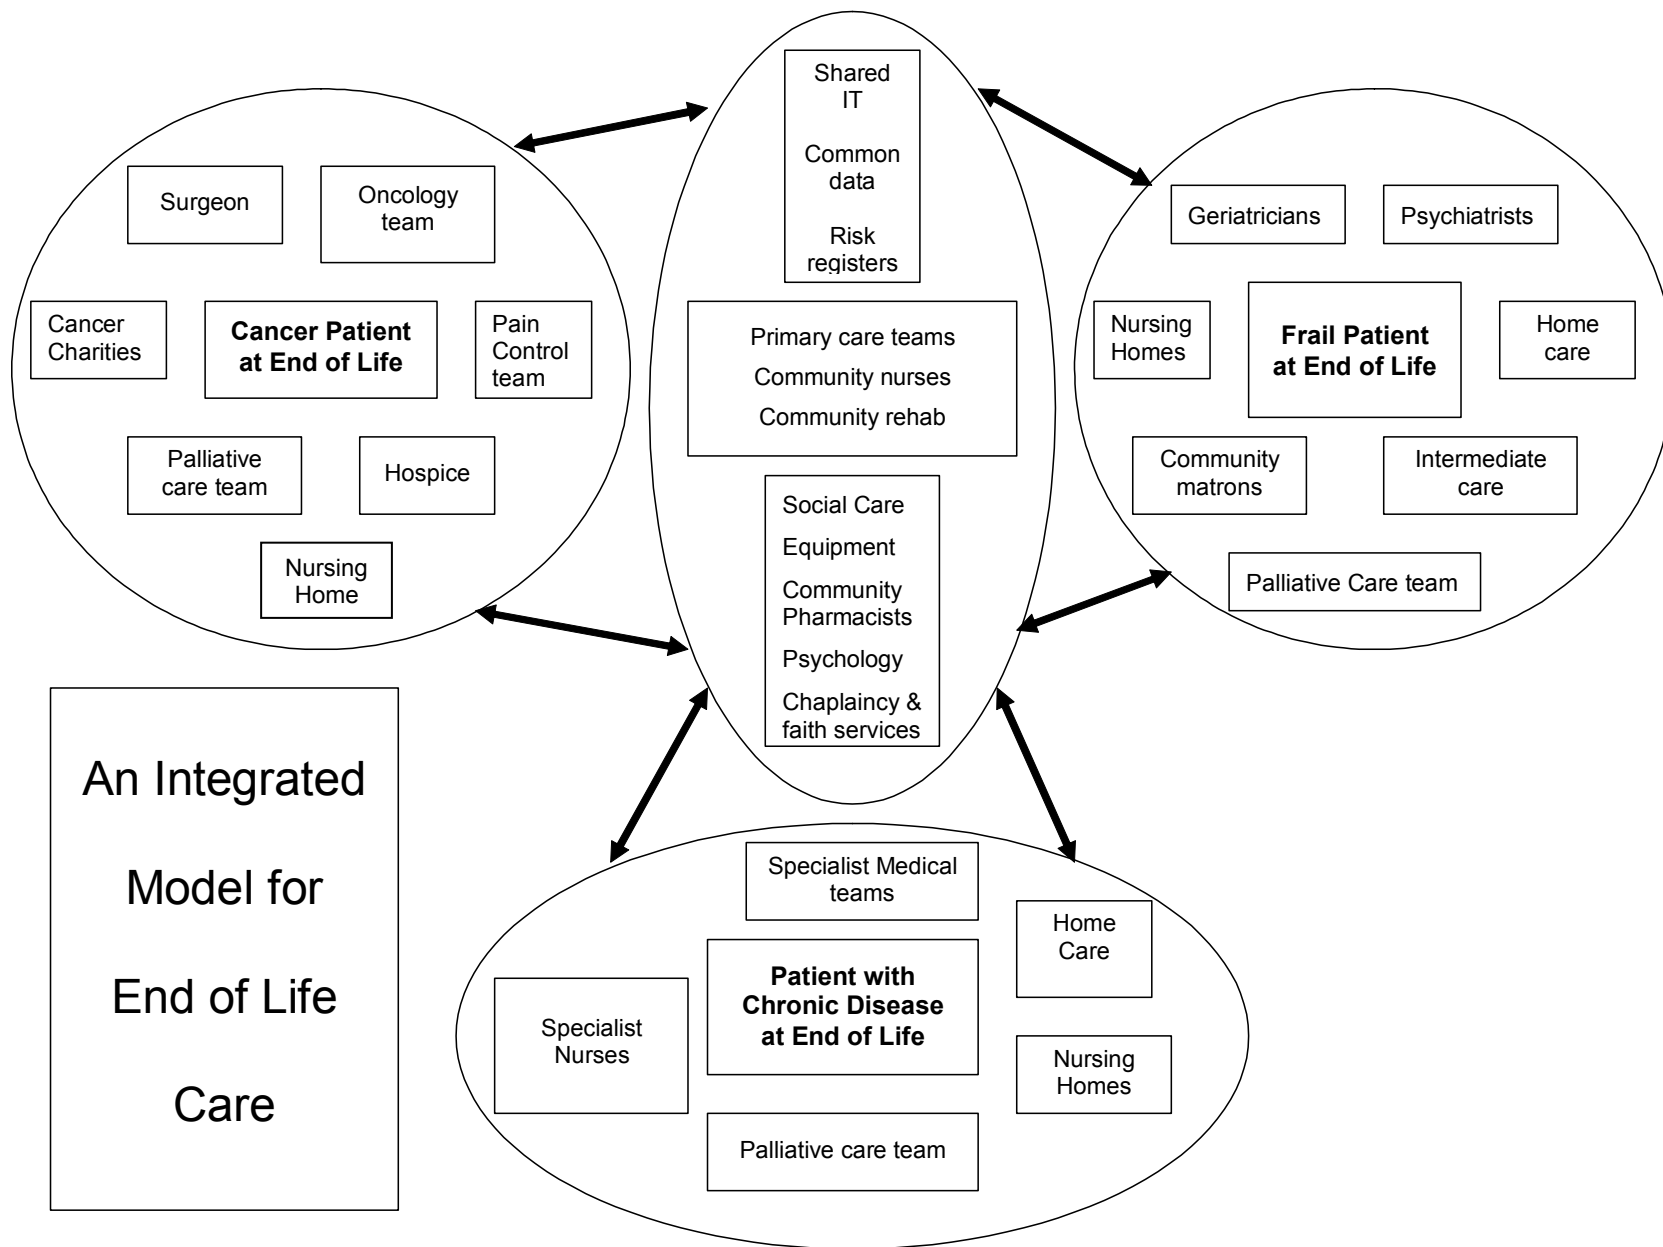 Surgeon
Oncology
team
Cancer
Charities
Cancer Patient
at End of Life
Pain
Control
team
Palliative
care team
Hospice
Nursing
Home
Shared
IT
Common
data
Risk
registers
Primary care teams
Community nurses
Community rehab
Social Care
Equipment
Community
Pharmacists
Psychology
Chaplaincy &
faith services
Geriatricians
Psychiatrists
Nursing
Homes
Frail Patient
at End of Life
Home
care
Community
matrons
Intermediate
care
Palliative Care team
An Integrated
Model for
End of Life
Care
Specialist Medical
teams
Home
Care
Patient with
Chronic Disease
at End of Life
Specialist
Nurses
Nursing
Homes
Palliative care team